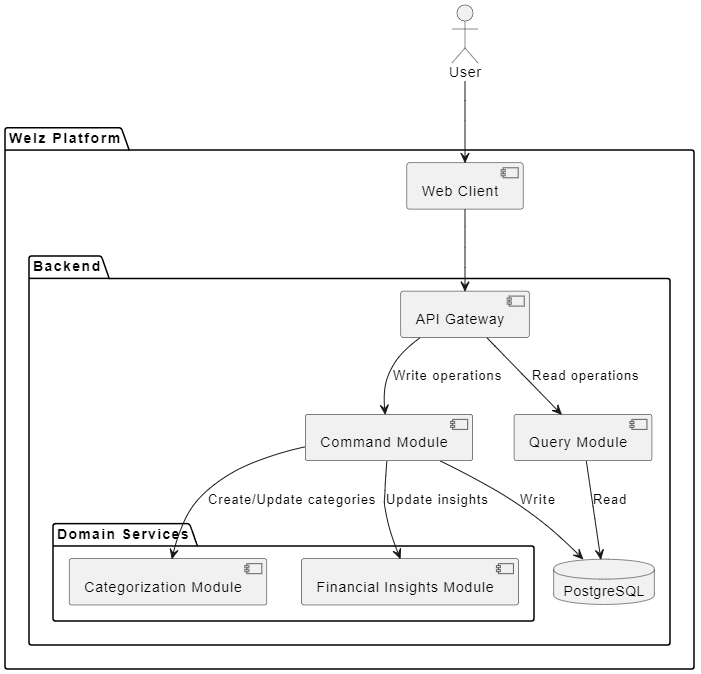 User
Welz Platform
Web Client
Backend
API Gateway
Write operations
Read operations
Command Module
Query Module
Create/Update categories
Update insights
Write
Read
Domain Services
Categorization Module
Financial Insights Module
PostgreSQL